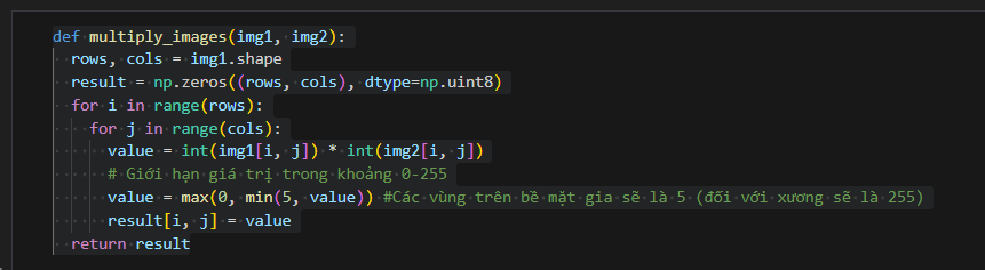 def multiply_images(img1, img2):
  rows, cols = img1.shape
  result = np.zeros((rows, cols), dtype=np.uint8)
  for i in range(rows):
    for j in range(cols):
      value = int(img1[i, j]) * int(img2[i, j])
      # Giới hạn giá trị trong khoảng 0-255
      value = max(0, min(5, value)) #Các vùng trên bề mặt gia sẽ là 5 (đối với xương sẽ là 255)
      result[i, j] = value
  return result